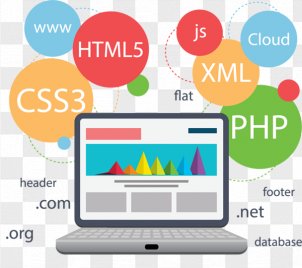 www
HTML5
js
Cloud
XML
CSS3
flat
PHP
header
footer
.com
.net
.org
database